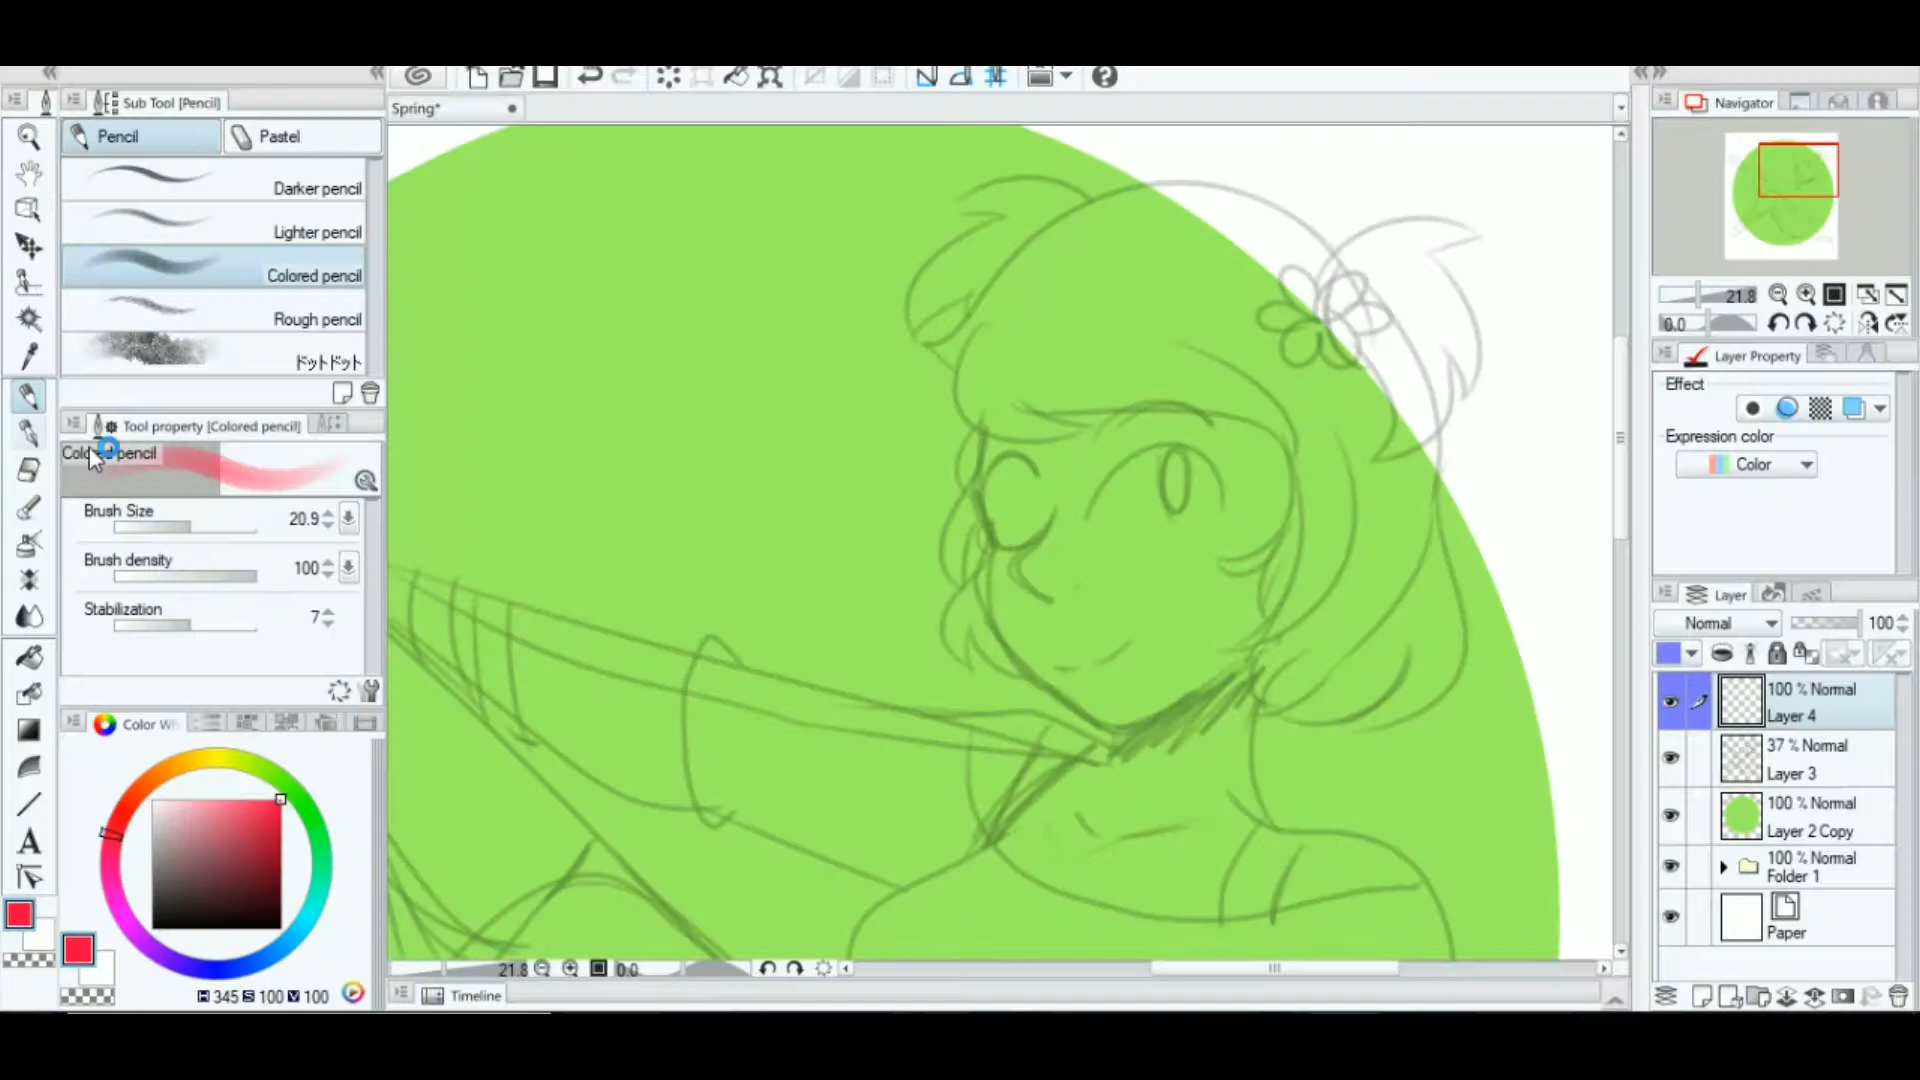 Sub Tool [Pencil]
Pencil
Pastel
Darker pencil
Lighter pencil
Colored pencil
Rough pencil
ドットドット
Tool property [Colored pencil]
Brush Size
20.9
Brush density
100
Stabilization
7
Color W
H 345 S 100 V 100
A
Spring*
21.8
0.0
Timeline
Navigator
21.8
0.0
Layer Property
Effect
Expression color
Color
Layer
Normal
100
100 % Normal
Layer 4
37 % Normal
Layer 3
100 % Normal
Layer 2 Copy
100 % Normal
Folder 1
Paper